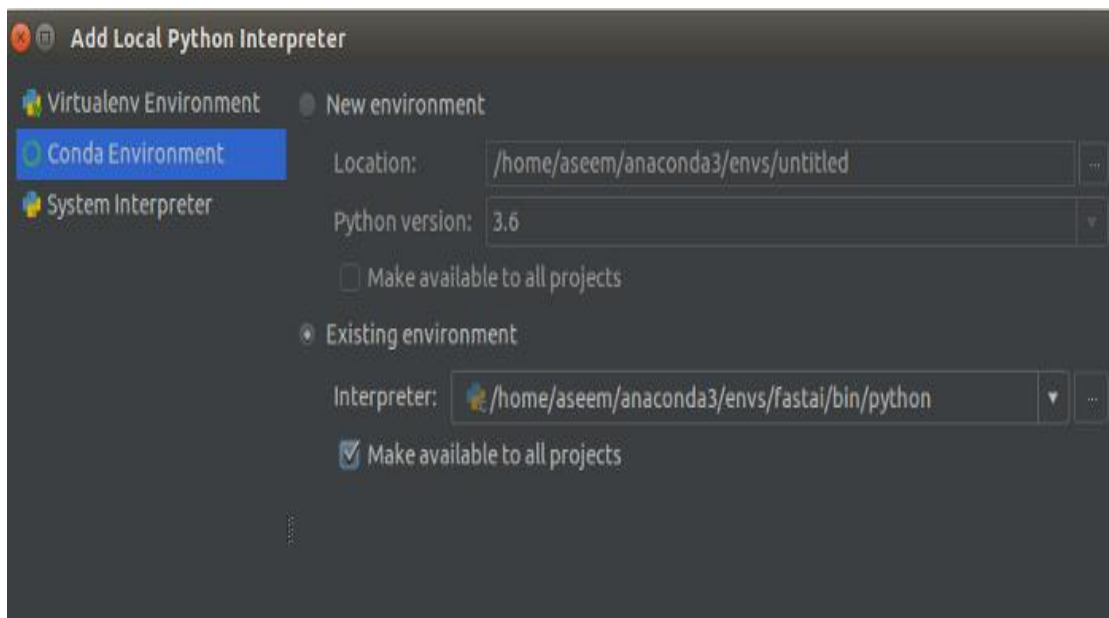 Add Local Python Interpreter
Virtualenv Environment
Conda Environment
System Interpreter
New environment
Location: /home/aseem/anaconda3/envs/untitled ...
Python version: 3.6
Make available to all projects
Existing environment
Interpreter: /home/aseem/anaconda3/envs/fastai/bin/python ...
Make available to all projects